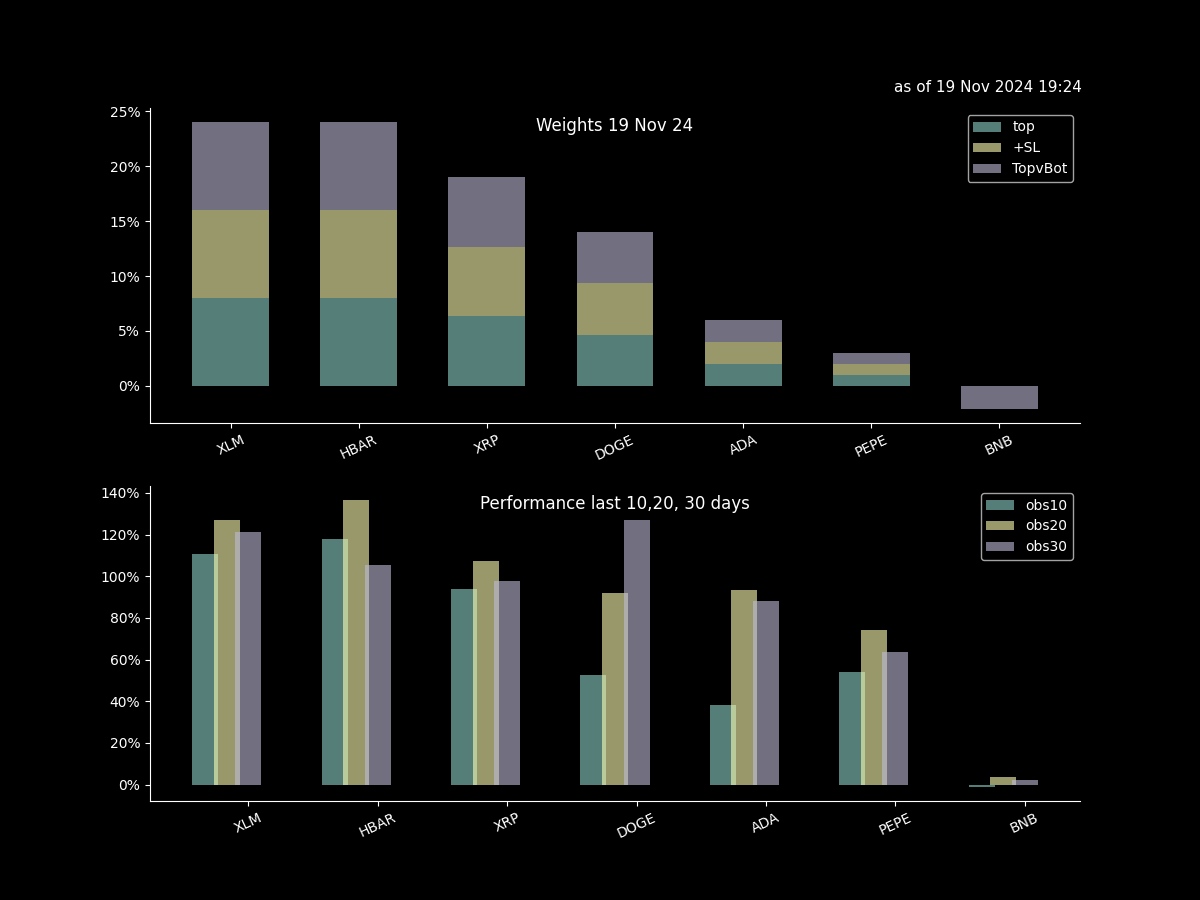 as of 19 Nov 2024 19:24
Weights 19 Nov 24
25%
20%
15%
10%
5%
0%
top
+SL
TopvBot
XLM HBAR XRP DOGE ADA PEPE BNB
Performance last 10,20, 30 days
140%
120%
100%
80%
60%
40%
20%
0%
obs10
obs20
obs30
XLM HBAR XRP DOGE ADA PEPE BNB